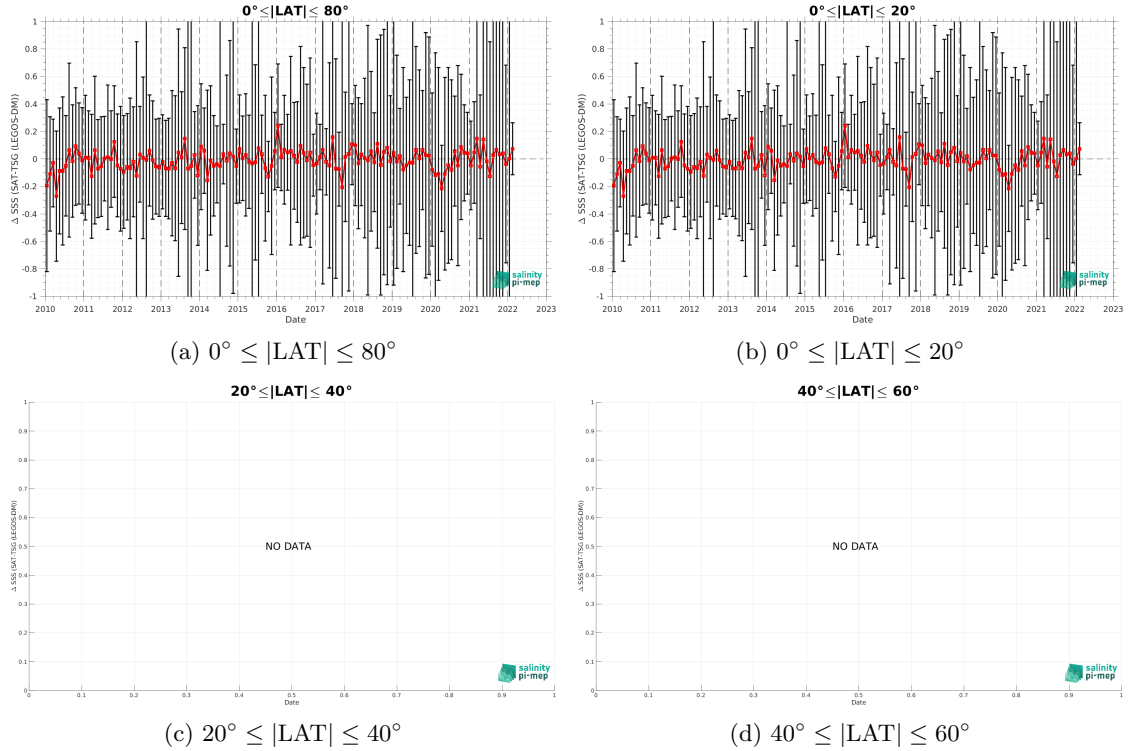 0°≤|LAT|≤ 80°
1
0.8
0.6
0.4
0.2
0
-0.2
-0.4
-0.6
-0.8
-1
Δ SSS (SAT-TSG (LEGOS-DM))
2010 2011 2012 2013 2014 2015 2016 2017 2018 2019 2020 2021 2022 2023
Date
salinity
pi-mep
(a) 0° ≤ |LAT| ≤ 80°
0°≤|LAT|≤ 20°
1
0.8
0.6
0.4
0.2
0
-0.2
-0.4
-0.6
-0.8
-1
Δ SSS (SAT-TSG (LEGOS-DM))
2010 2011 2012 2013 2014 2015 2016 2017 2018 2019 2020 2021 2022 2023
Date
salinity
pi-mep
(b) 0° ≤ |LAT| ≤ 20°
20°≤|LAT|≤ 40°
1
0.9
0.8
0.7
0.6
0.5
0.4
0.3
0.2
0.1
0
Δ SSS (SAT-TSG (LEGOS-DM))
NO DATA
0 0.1 0.2 0.3 0.4 0.5 0.6 0.7 0.8 0.9 1
Date
salinity
pi-mep
(c) 20° ≤ |LAT| ≤ 40°
40°≤|LAT|≤ 60°
1
0.9
0.8
0.7
0.6
0.5
0.4
0.3
0.2
0.1
0
Δ SSS (SAT-TSG (LEGOS-DM))
NO DATA
0 0.1 0.2 0.3 0.4 0.5 0.6 0.7 0.8 0.9 1
Date
salinity
pi-mep
(d) 40° ≤ |LAT| ≤ 60°